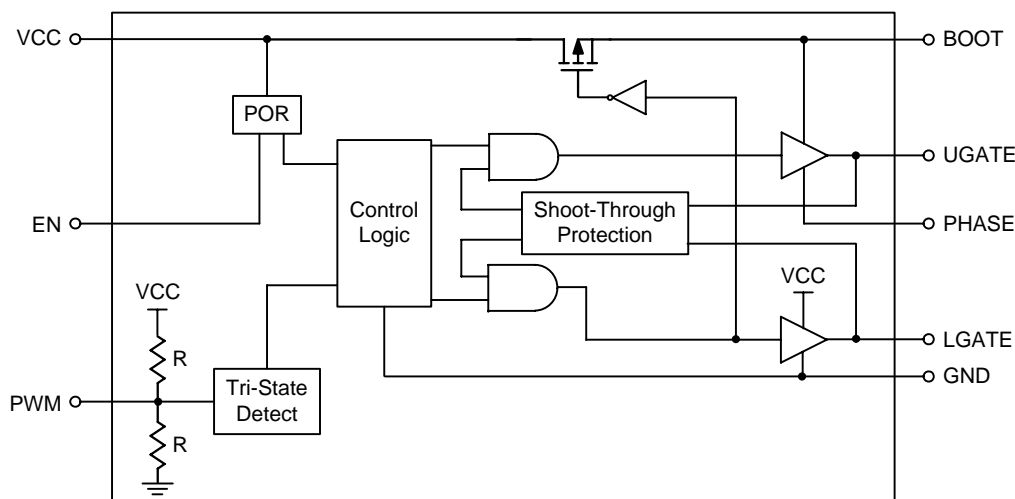 VCC
BOOT
POR
UGATE
EN
Control
Logic
Shoot-Through
Protection
PHASE
VCC
VCC
R
LGATE
Tri-State
Detect
GND
PWM
R